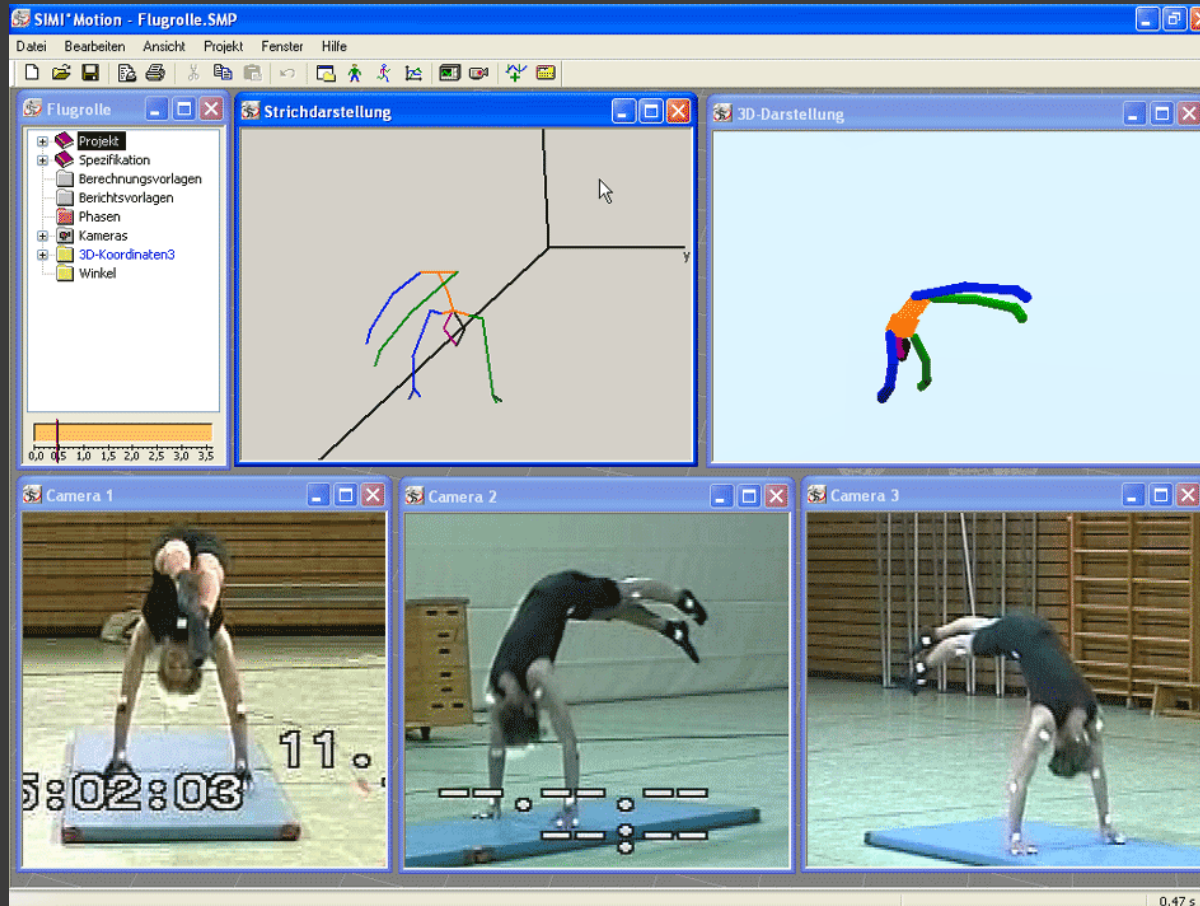 SIMI°Motion - Flugrolle.SMP
Datei Bearbeiten Ansicht Projekt Fenster Hilfe
Flugrolle
Strichdarstellung
3D-Darstellung
Projekt
Spezifikation
Berechnungsvorlagen
Berichtsvorlagen
Phasen
Kameras
3D-Koordinaten3
Winkel
y
0,0 0,5 1,0 1,5 2,0 2,5 3,0 3,5
Camera 1
Camera 2
Camera 3
11.
5:02:03
0.47 s